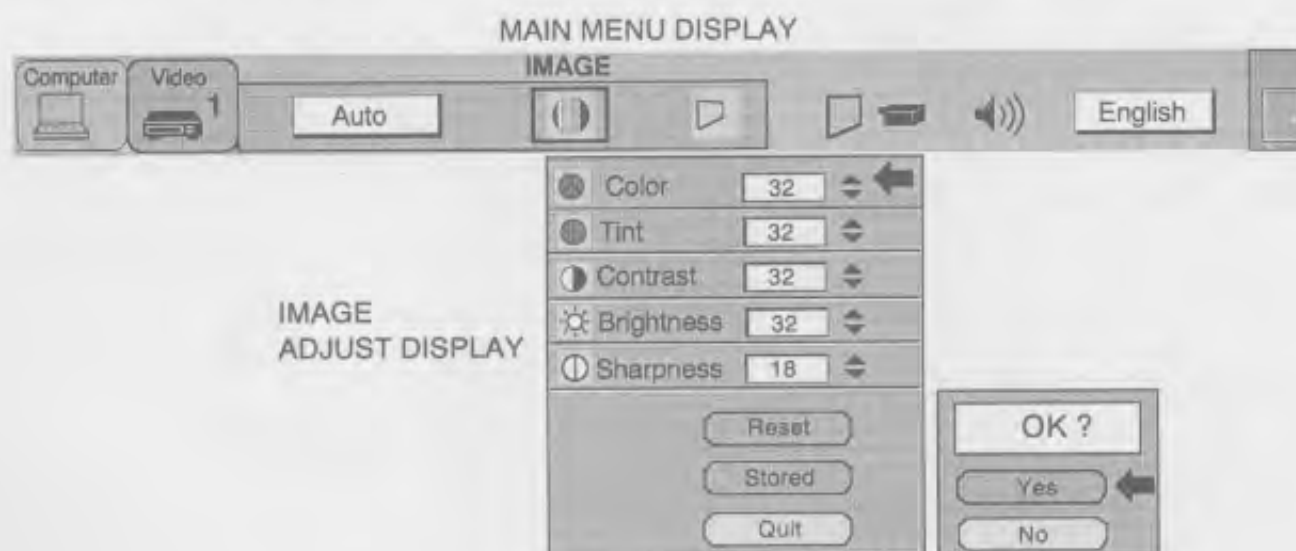 MAIN MENU DISPLAY
IMAGE
Computer
Video
1
Auto
English
Color 32
Tint 32
Contrast 32
Brightness 32
Sharpness 18
IMAGE
ADJUST DISPLAY
Reset
Stored
Quit
OK ?
Yes
No